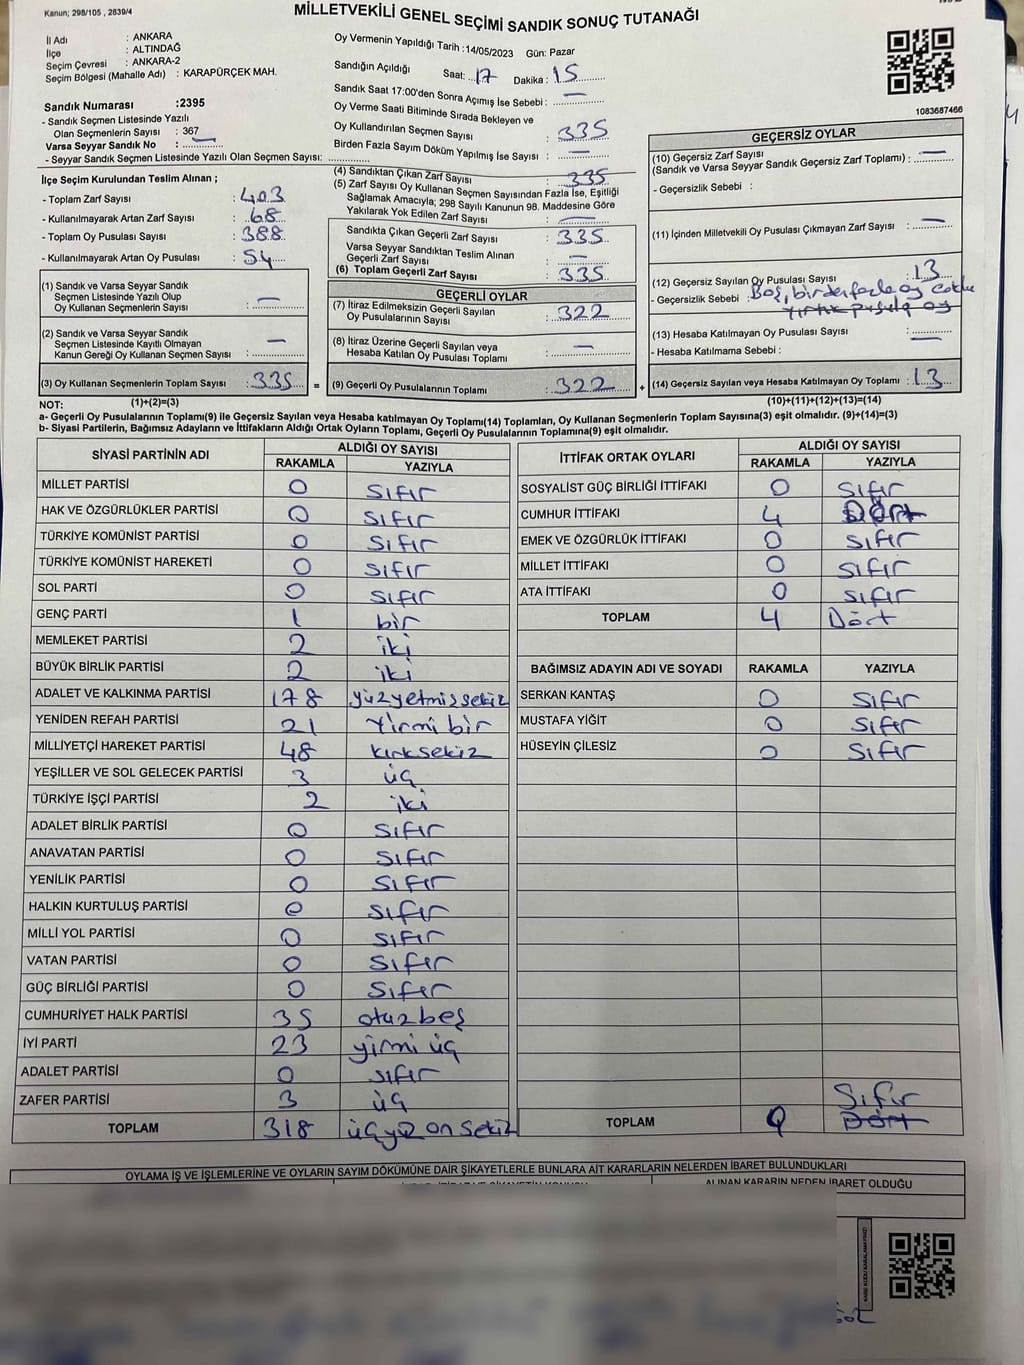 Kanun; 298/105 , 2839/4
MİLLETVEKİLİ GENEL SEÇİMİ SANDIK SONUÇ TUTANAĞI
İl Adı : ANKARA
İlçe : ALTINDAĞ
Seçim Çevresi : ANKARA-2
Seçim Bölgesi (Mahalle Adı) : KARAPÜRÇEK MAH.
Sandık Numarası :2395
- Sandık Seçmen Listesinde Yazılı
Olan Seçmenlerin Sayısı : 367
Varsa Seyyar Sandık No : —
- Seyyar Sandık Seçmen Listesinde Yazılı Olan Seçmen Sayısı:
İlçe Seçim Kurulundan Teslim Alınan ;
- Toplam Zarf Sayısı : 403
- Kullanılmayarak Artan Zarf Sayısı : 68
- Toplam Oy Pusulası Sayısı : 388
- Kullanılmayarak Artan Oy Pusulası : 54
(1) Sandık ve Varsa Seyyar Sandık
Seçmen Listesinde Yazılı Olup
Oy Kullanan Seçmenlerin Sayısı : —
(2) Sandık ve Varsa Seyyar Sandık
Seçmen Listesinde Kayıtlı Olmayan
Kanun Gereği Oy Kullanan Seçmen Sayısı : —
(3) Oy Kullanan Seçmenlerin Toplam Sayısı : 335 =
(1)+(2)=(3)
Oy Vermenin Yapıldığı Tarih :14/05/2023 Gün: Pazar
Sandığın Açıldığı Saat: 17 Dakika : 15
Sandık Saat 17:00'den Sonra Açımış İse Sebebi : —
Oy Verme Saati Bitiminde Sırada Bekleyen ve
Oy Kullandırılan Seçmen Sayısı : 335
Birden Fazla Sayım Döküm Yapılmış İse Sayısı : —
(4) Sandıktan Çıkan Zarf Sayısı : 335
(5) Zarf Sayısı Oy Kullanan Seçmen Sayısından Fazla İse, Eşitliği
Sağlamak Amacıyla; 298 Sayılı Kanunun 98. Maddesine Göre
Yakılarak Yok Edilen Zarf Sayısı : —
Sandıkta Çıkan Geçerli Zarf Sayısı : 335
Varsa Seyyar Sandıktan Teslim Alınan
Geçerli Zarf Sayısı : —
(6) Toplam Geçerli Zarf Sayısı : 335
GEÇERLİ OYLAR
(7) İtiraz Edilmeksizin Geçerli Sayılan
Oy Pusulalarının Sayısı : 322
(8) İtiraz Üzerine Geçerli Sayılan veya
Hesaba Katılan Oy Pusulası Toplamı : —
(9) Geçerli Oy Pusulalarının Toplamı : 322 +
1083687466
GEÇERSİZ OYLAR
(10) Geçersiz Zarf Sayısı
(Sandık ve Varsa Seyyar Sandık Geçersiz Zarf Toplamı) : —
- Geçersizlik Sebebi :
(11) İçinden Milletvekili Oy Pusulası Çıkmayan Zarf Sayısı : —
(12) Geçersiz Sayılan Oy Pusulası Sayısı : 13
- Geçersizlik Sebebi : Boş, birden fazla oy
yırtık pusula oy
(13) Hesaba Katılmayan Oy Pusulası Sayısı : —
- Hesaba Katılmama Sebebi :
(14) Geçersiz Sayılan veya Hesaba Katılmayan Oy Toplamı : 13
(10)+(11)+(12)+(13)=(14)
NOT:
a- Geçerli Oy Pusulalarının Toplamı(9) ile Geçersiz Sayılan veya Hesaba katılmayan Oy Toplamı(14) Toplamları, Oy Kullanan Seçmenlerin Toplam Sayısına(3) eşit olmalıdır. (9)+(14)=(3)
b- Siyasi Partilerin, Bağımsız Adayların ve İttifakların Aldığı Ortak Oyların Toplamı, Geçerli Oy Pusulalarının Toplamına(9) eşit olmalıdır.
SİYASİ PARTİNİN ADI ALDIĞI OY SAYISI
RAKAMLA YAZIYLA
MİLLET PARTİSİ 0 sıfır
HAK VE ÖZGÜRLÜKLER PARTİSİ 0 sıfır
TÜRKİYE KOMÜNİST PARTİSİ 0 sıfır
TÜRKİYE KOMÜNİST HAREKETİ 0 sıfır
SOL PARTİ 0 sıfır
GENÇ PARTİ 1 bir
MEMLEKET PARTİSİ 2 iki
BÜYÜK BİRLİK PARTİSİ 2 iki
ADALET VE KALKINMA PARTİSİ 178 yüzyetmişsekiz
YENİDEN REFAH PARTİSİ 21 Yirmi bir
MİLLİYETÇİ HAREKET PARTİSİ 48 kırksekiz
YEŞİLLER VE SOL GELECEK PARTİSİ 3 üç
TÜRKİYE İŞÇİ PARTİSİ 2 iki
ADALET BİRLİK PARTİSİ 0 sıfır
ANAVATAN PARTİSİ 0 sıfır
YENİLİK PARTİSİ 0 sıfır
HALKIN KURTULUŞ PARTİSİ 0 sıfır
MİLLİ YOL PARTİSİ 0 sıfır
VATAN PARTİSİ 0 sıfır
GÜÇ BİRLİĞİ PARTİSİ 0 sıfır
CUMHURİYET HALK PARTİSİ 35 otuzbeş
İYİ PARTİ 23 yirmi üç
ADALET PARTİSİ 0 sıfır
ZAFER PARTİSİ 3 üç
TOPLAM 318 üçyüz on sekiz
İTTİFAK ORTAK OYLARI ALDIĞI OY SAYISI
RAKAMLA YAZIYLA
SOSYALİST GÜÇ BİRLİĞİ İTTİFAKI 0 sıfır
CUMHUR İTTİFAKI 4 Dört
EMEK VE ÖZGÜRLÜK İTTİFAKI 0 sıfır
MİLLET İTTİFAKI 0 sıfır
ATA İTTİFAKI 0 sıfır
TOPLAM 4 Dört
BAĞIMSIZ ADAYIN ADI VE SOYADI RAKAMLA YAZIYLA
SERKAN KANTAŞ 0 sıfır
MUSTAFA YİĞİT 0 sıfır
HÜSEYİN ÇİLESİZ 0 sıfır
Sıfır
TOPLAM 0 Dört
OYLAMA İŞ VE İŞLEMLERİNE VE OYLARIN SAYIM DÖKÜMÜNE DAİR ŞİKAYETLERLE BUNLARA AİT KARARLARIN NELERDEN İBARET BULUNDUKLARI
ALINAN KARARIN NEDEN İBARET OLDUĞU